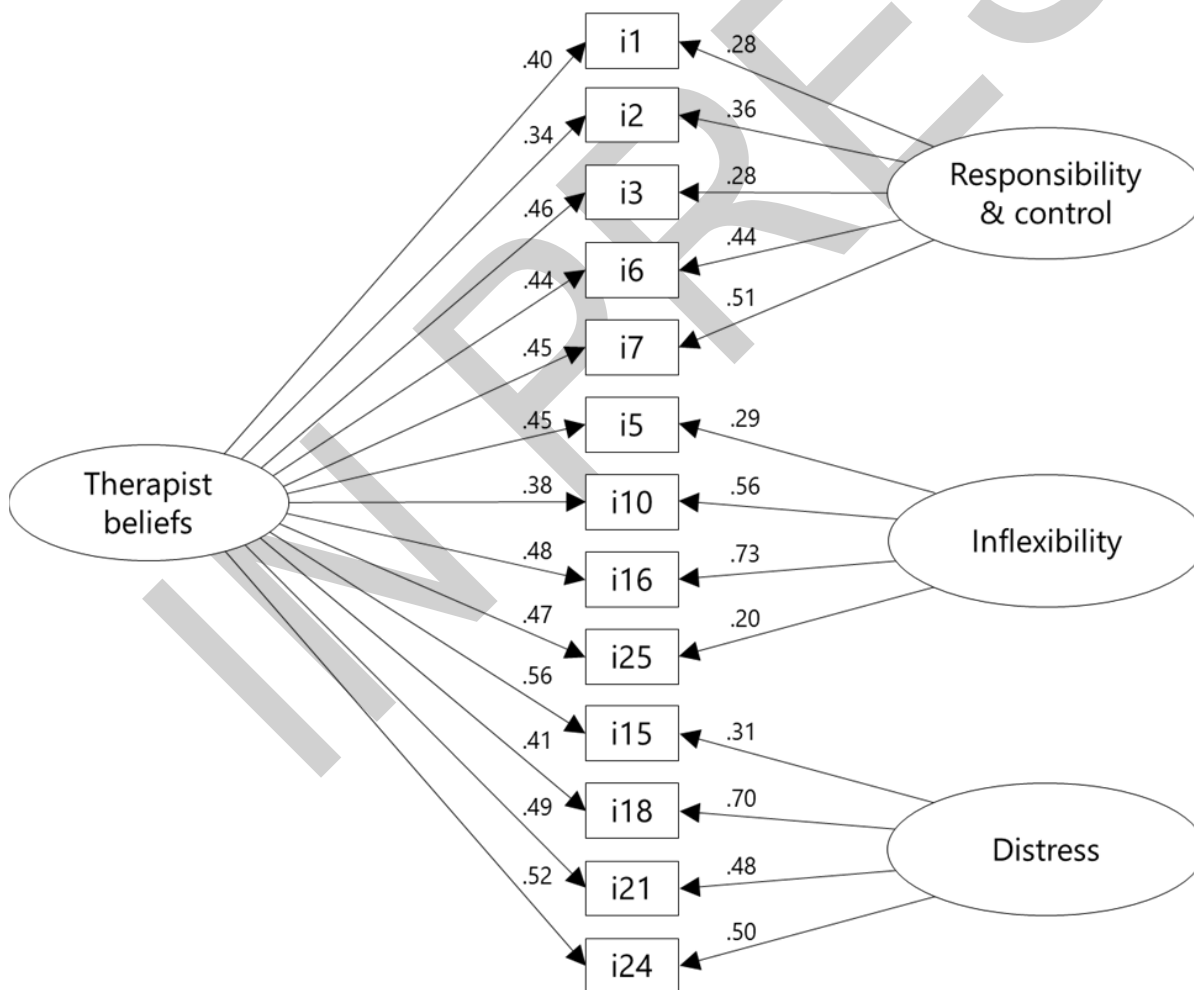 i1
.40
.28
i2
.34
.36
i3
.46
.28
Responsibility
& control
i6
.44
.44
i7
.45
.51
i5
.45
.29
Therapist
beliefs
i10
.38
.56
i16
.48
.73
Inflexibility
i25
.47
.20
i15
.56
.31
i18
.41
.70
i21
.49
.48
Distress
i24
.52
.50
IN PRES